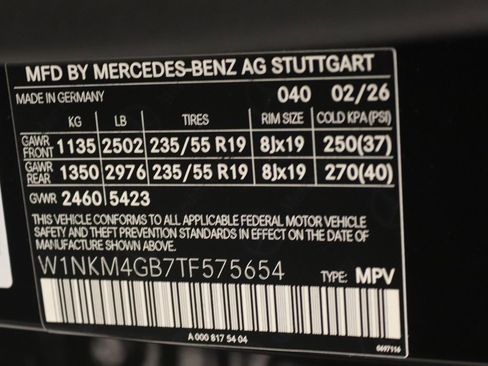 MFD BY MERCEDES-BENZ AG STUTTGART
MADE IN GERMANY 040 02/26
KG LB TIRES RIM SIZE COLD KPA(PSI)
GAWR FRONT 1135 2502 235/55 R19 8Jx19 250(37)
GAWR REAR 1350 2976 235/55 R19 8Jx19 270(40)
GVWR 2460 5423
THIS VEHICLE CONFORMS TO ALL APPLICABLE FEDERAL MOTOR VEHICLE
SAFETY AND THEFT PREVENTION STANDARDS IN EFFECT ON THE DATE OF
MANUFACTURE SHOWN ABOVE.
W1NKM4GB7TF575654 TYPE: MPV
A 000 817 54 04